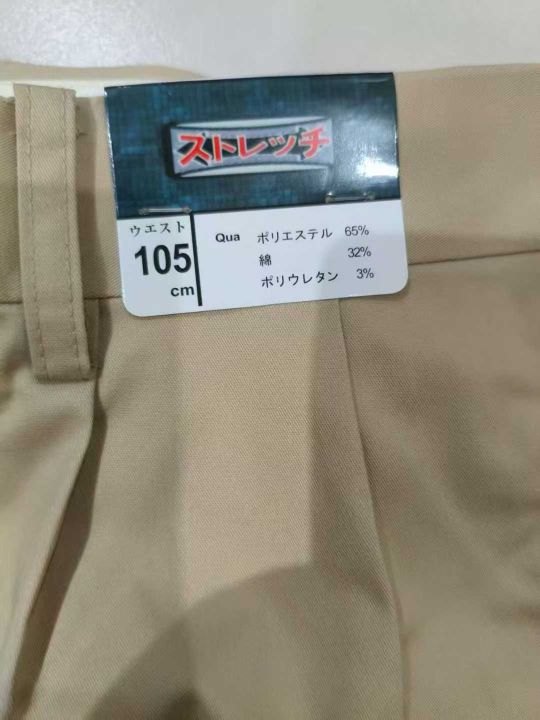 ストレッチ
ウエスト
105
cm
Qua ポリエステル 65%
綿 32%
ポリウレタン 3%